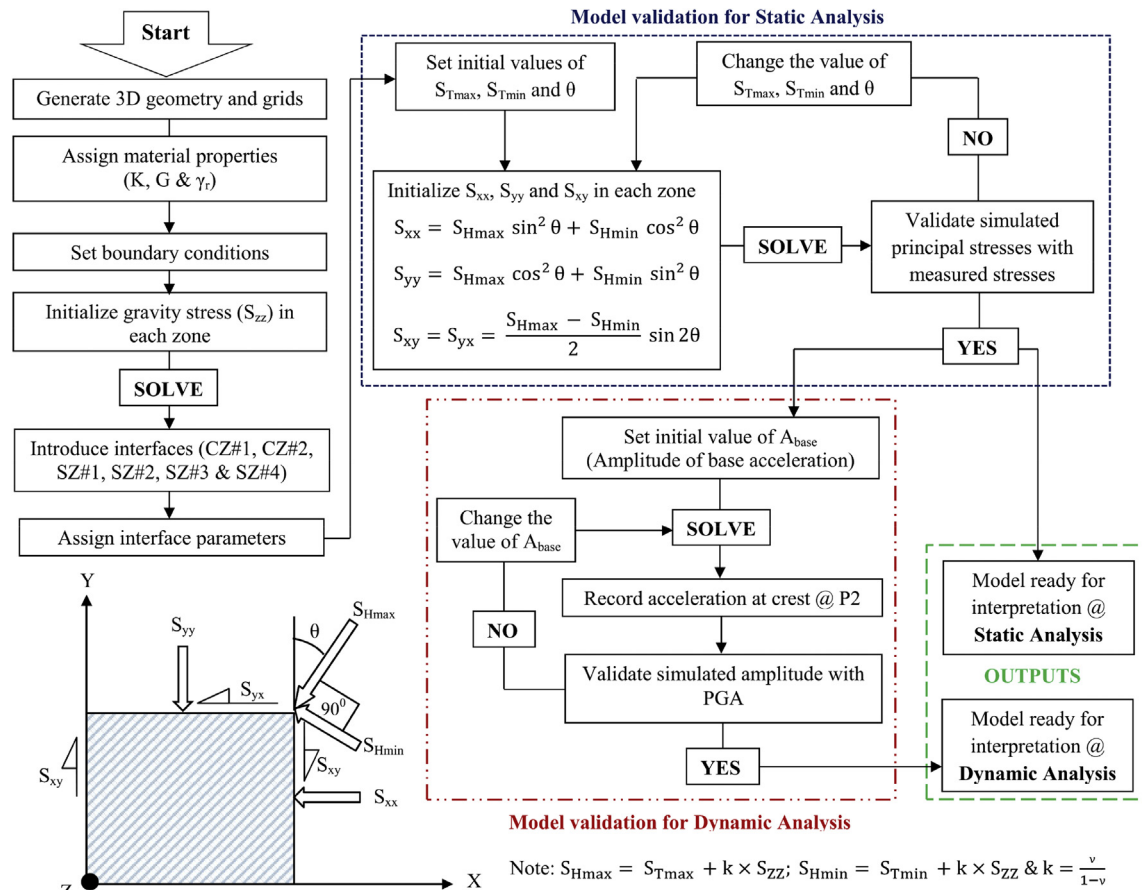 Model validation for Static Analysis
Start
Generate 3D geometry and grids
Assign material properties
(K, G & γr)
Set boundary conditions
Initialize gravity stress (Szz) in
each zone
SOLVE
Introduce interfaces (CZ#1, CZ#2,
SZ#1, SZ#2, SZ#3 & SZ#4)
Assign interface parameters
Set initial values of
STmax, STmin and θ
Change the value of
STmax, STmin and θ
NO
Initialize Sxx, Syy and Sxy in each zone
Sxx = SHmax sin² θ + SHmin cos² θ
Syy = SHmax cos² θ + SHmin sin² θ
Sxy = Syx = (SHmax − SHmin)/2 sin 2θ
SOLVE
Validate simulated
principal stresses with
measured stresses
YES
Set initial value of Abase
(Amplitude of base acceleration)
Change the
value of Abase
SOLVE
Record acceleration at crest @ P2
NO
Validate simulated amplitude with
PGA
YES
Model validation for Dynamic Analysis
Model ready for
interpretation @
Static Analysis
OUTPUTS
Model ready for
interpretation @
Dynamic Analysis
Y
Syy
θ
SHmax
Syx
90⁰
SHmin
Sxy
Sxy
Sxx
Z
X
Note: SHmax = STmax + k × SZZ; SHmin = STmin + k × SZZ & k = ν/(1−ν)